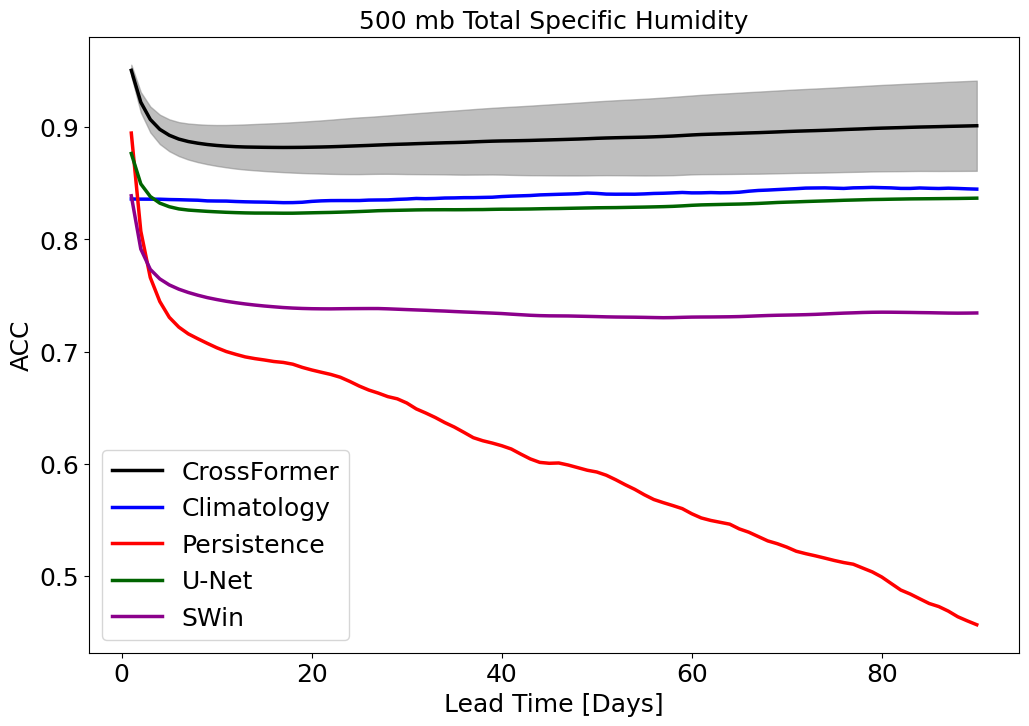 500 mb Total Specific Humidity
ACC
0.9
0.8
0.7
0.6
0.5
CrossFormer
Climatology
Persistence
U-Net
SWin
0 20 40 60 80
Lead Time [Days]